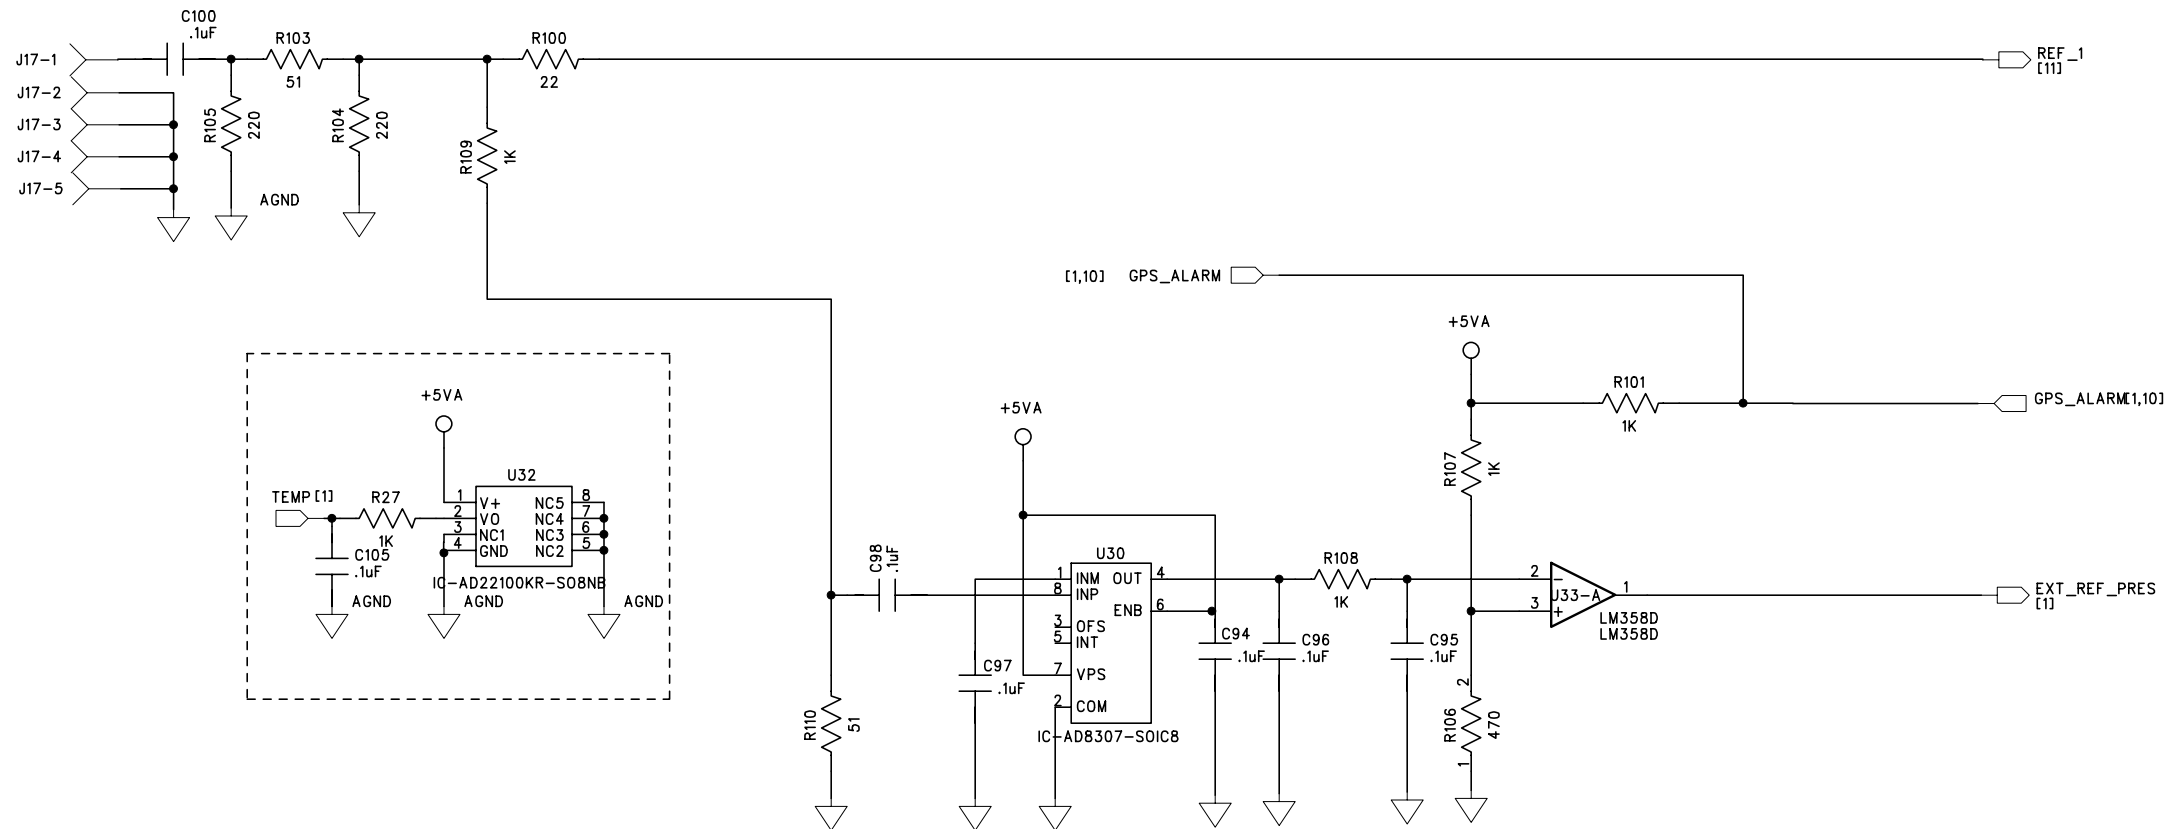 C100
.1uF
J17-1
R103
51
R100
22
REF_1
[11]
J17-2
J17-3
J17-4
J17-5
R105
220
R104
220
R109
1K
AGND
[1,10] GPS_ALARM
+5VA
R101
1K
GPS_ALARM[1,10]
R107
1K
+5VA
+5VA
U32
TEMP[1]
R27
1K
1 V+ NC5 8
2 VO NC4 7
3 NC1 NC3 6
4 GND NC2 5
C105
.1uF
IC-AD22100KR-SO8NB
AGND
AGND
AGND
C98
.1uF
U30
1 INM OUT 4
8 INP
ENB 6
3 OFS
5 INT
7 VPS
2 COM
IC-AD8307-SOIC8
C97
.1uF
R110
51
C94
.1uF
C96
.1uF
R108
1K
C95
.1uF
2 -
3 +
J33-A
1
LM358D
LM358D
EXT_REF_PRES
[1]
2
R106
470
1